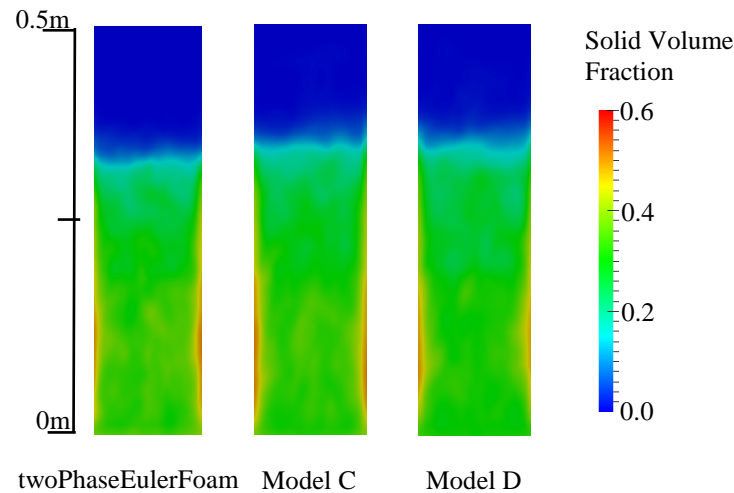 0.5m
0m
Solid Volume
Fraction
0.6
0.4
0.2
0.0
twoPhaseEulerFoam
Model C
Model D